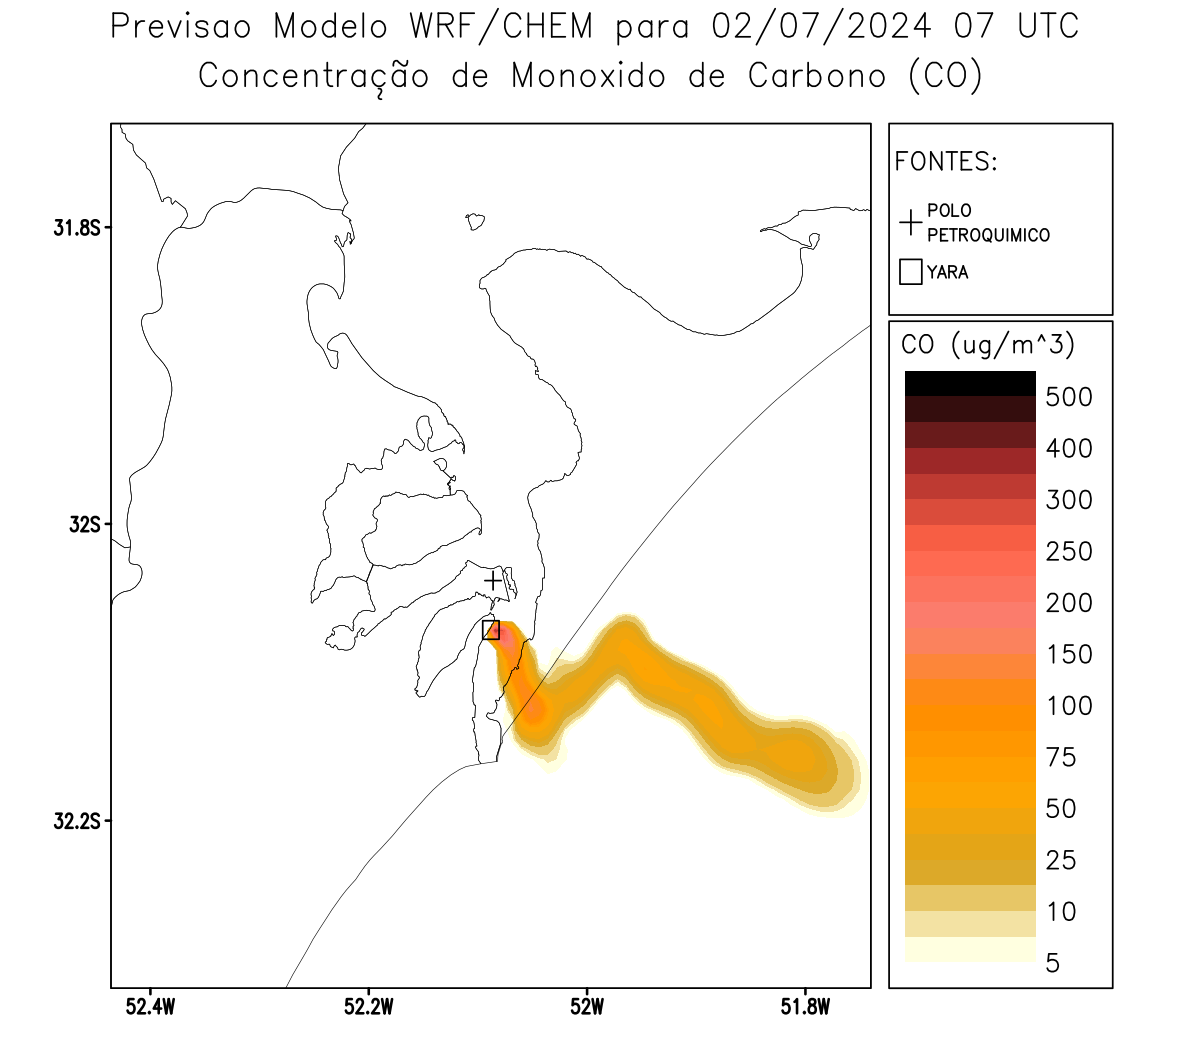 Previsao Modelo WRF/CHEM para 02/07/2024 07 UTC
Concentração de Monoxido de Carbono (CO)
FONTES:
POLO
PETROQUIMICO
YARA
31.8S
32S
32.2S
52.4W
52.2W
52W
51.8W
CO (ug/m^3)
500
400
300
250
200
150
100
75
50
25
10
5